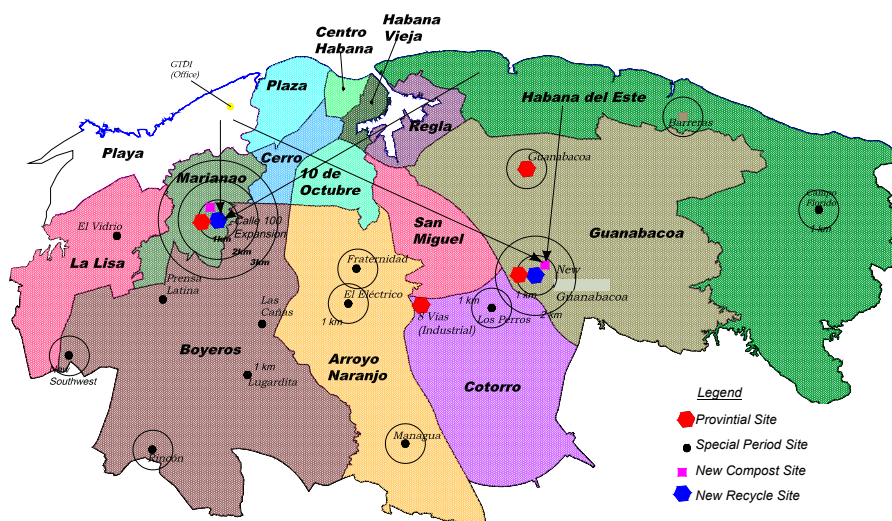 Habana
Vieja
Centro
Habana
GTDI
(Office)
Plaza
Habana del Este
Barreras
Regla
Playa
Cerro
Guanabacoa
Marianao
10 de
Octubre
Campo
Florido
1 km
San
Miguel
Guanabacoa
Calle 100
Expansion
1km
2km
3km
El Vidrio
La Lisa
Fraternidad
New
Guanabacoa
1 km
2 km
Prensa
Latina
El Eléctrico
1 km
Las
Cañas
8 Vías
(Industrial)
1 km
Los Perros
Boyeros
Arroyo
Naranjo
New
Southwest
1 km
Lugardita
Cotorro
Managua
Rincón
Legend
Provintial Site
Special Period Site
New Compost Site
New Recycle Site